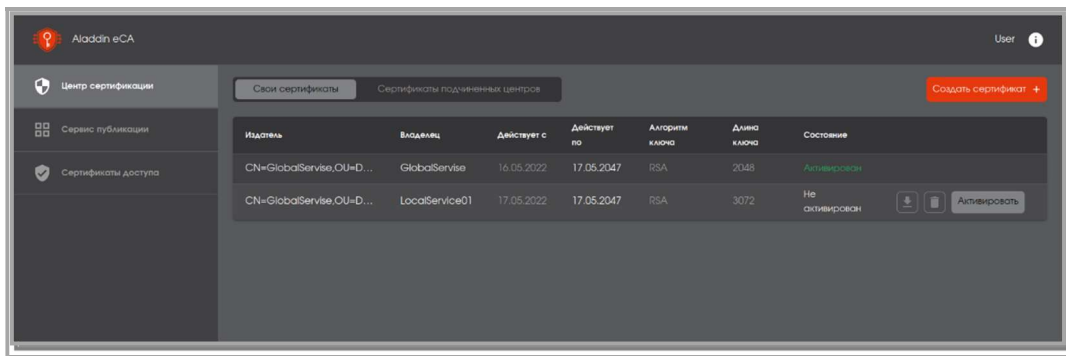 Aladdin eCA
User
Центр сертификации
Свои сертификаты Сертификаты подчиненных центров
Создать сертификат +
Сервис публикации
Издатель Владелец Действует с Действует по Алгоритм ключа Длина ключа Состояние
Сертификаты доступа
CN=GlobalServise,OU=D... GlobalServise 16.05.2022 17.05.2047 RSA 2048 Активирован
CN=GlobalServise,OU=D... LocalService01 17.05.2022 17.05.2047 RSA 3072 Не активирован Активировать